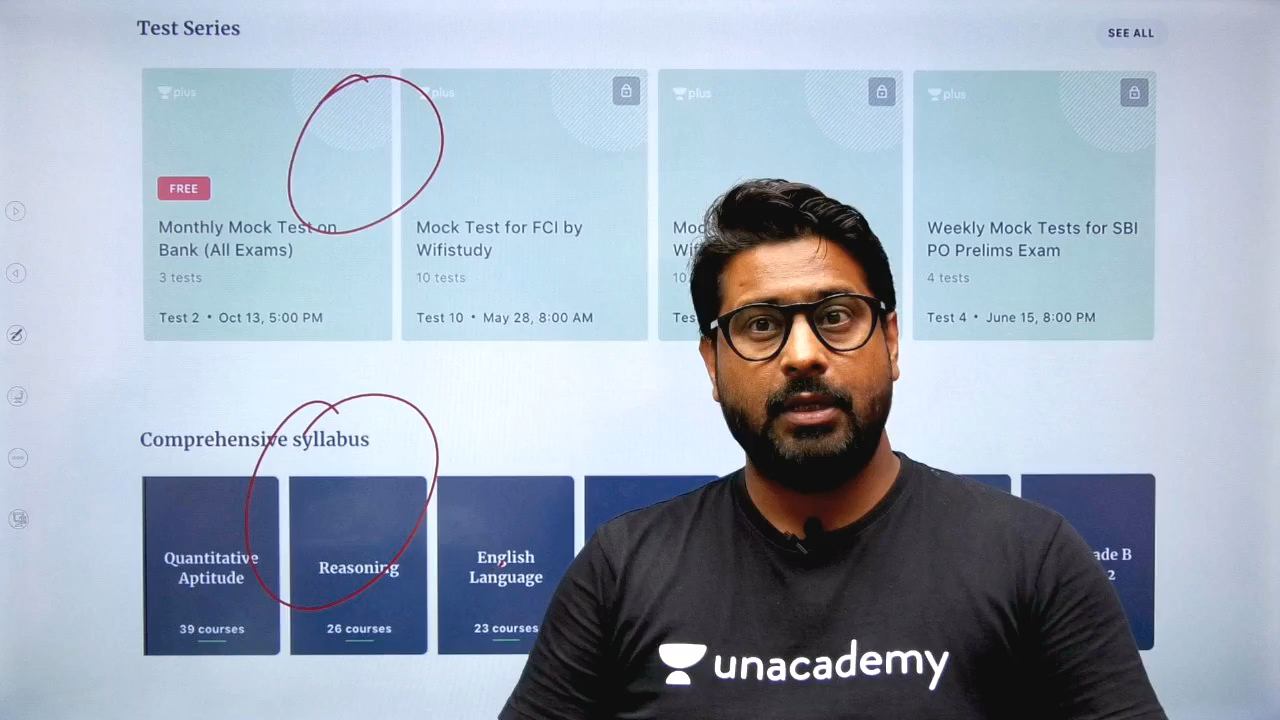 Test Series
SEE ALL
plus
plus
plus
plus
FREE
Monthly Mock Test on
Bank (All Exams)
3 tests
Test 2 • Oct 13, 5:00 PM
Mock Test for FCI by
Wifistudy
10 tests
Test 10 • May 28, 8:00 AM
10
Weekly Mock Tests for SBI
PO Prelims Exam
4 tests
Test 4 • June 15, 8:00 PM
Comprehensive syllabus
Quantitative
Aptitude
39 courses
Reasoning
26 courses
English
Language
23 courses
B
2
unacademy